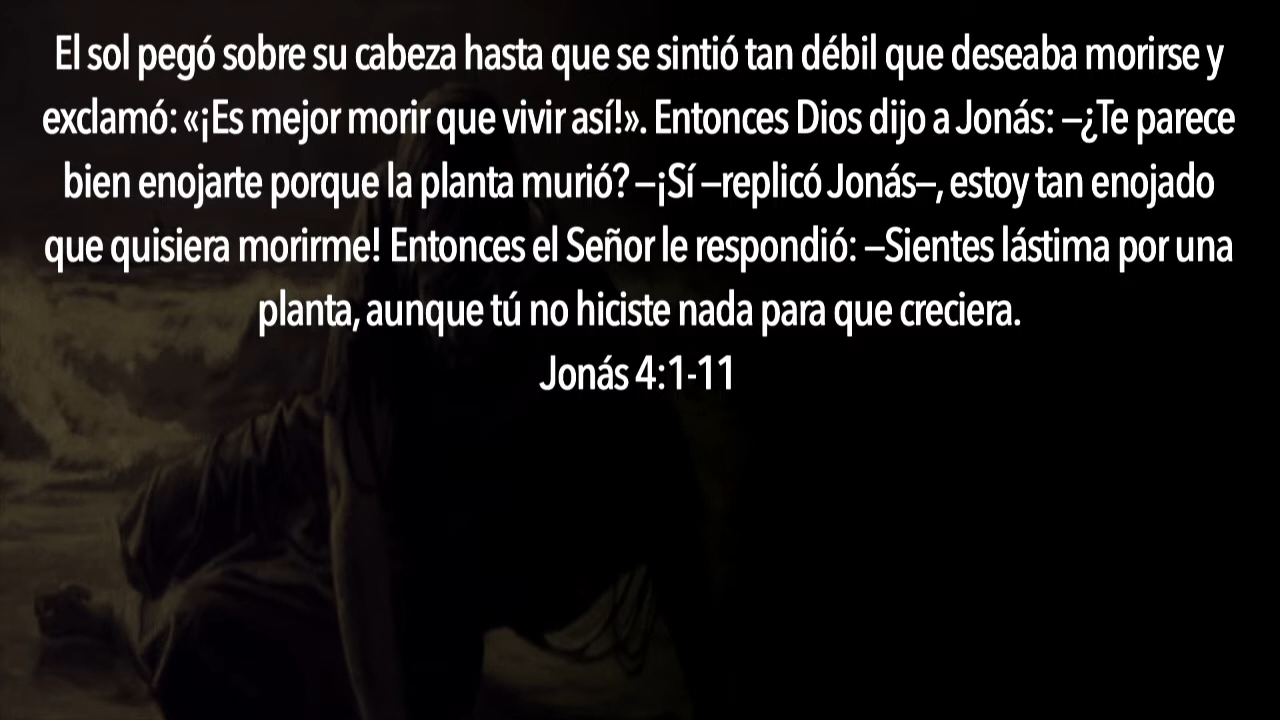 El sol pegó sobre su cabeza hasta que se sintió tan débil que deseaba morirse y
exclamó: «¡Es mejor morir que vivir así!». Entonces Dios dijo a Jonás: —¿Te parece
bien enojarte porque la planta murió? —¡Sí —replicó Jonás—, estoy tan enojado
que quisiera morirme! Entonces el Señor le respondió: —Sientes lástima por una
planta, aunque tú no hiciste nada para que creciera.
Jonás 4:1-11